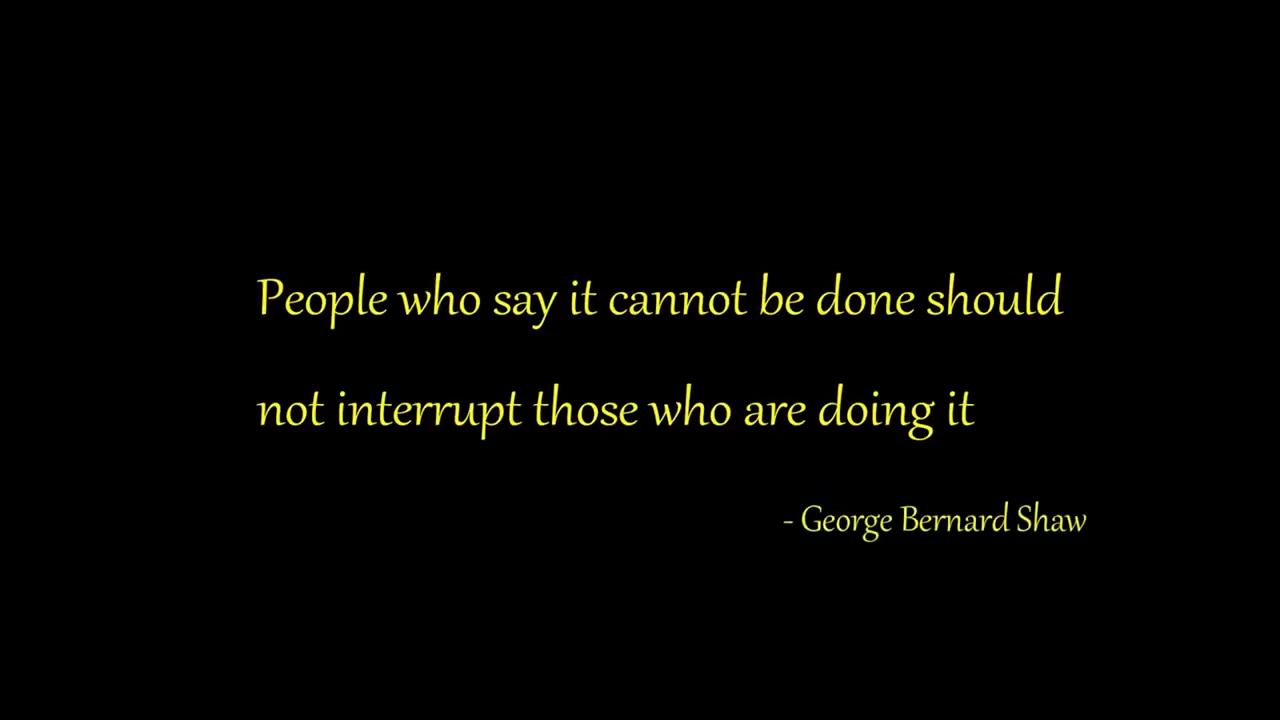 People who say it cannot be done should
not interrupt those who are doing it
- George Bernard Shaw